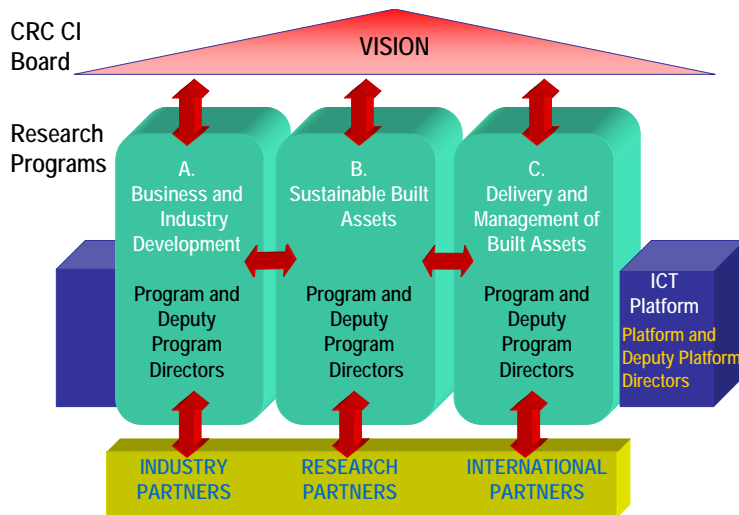 CRC CI
Board
VISION
Research
Programs
A.
Business and
Industry
Development
Program and
Deputy
Program
Directors
B.
Sustainable Built
Assets
Program and
Deputy
Program
Directors
C.
Delivery and
Management of
Built Assets
Program and
Deputy
Program
Directors
ICT
Platform
Platform and
Deputy Platform
Directors
INDUSTRY
PARTNERS
RESEARCH
PARTNERS
INTERNATIONAL
PARTNERS